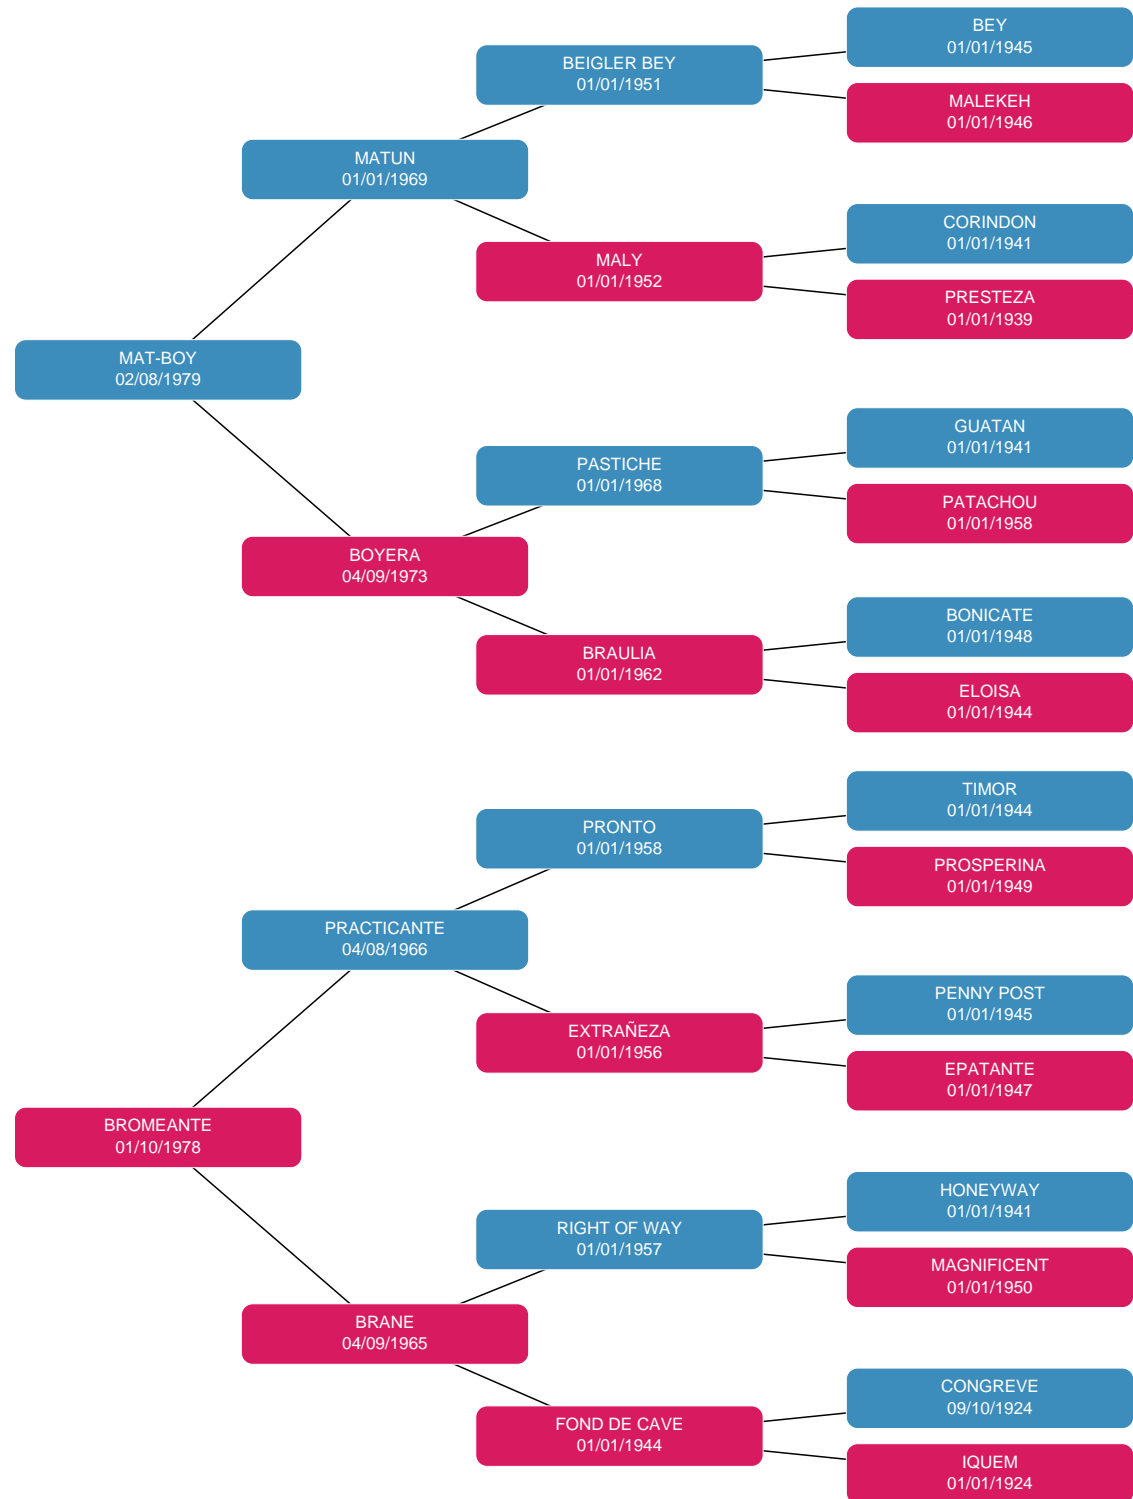 BEY
01/01/1945
BEIGLER BEY
01/01/1951
MALEKEH
01/01/1946
MATUN
01/01/1969
CORINDON
01/01/1941
MALY
01/01/1952
PRESTEZA
01/01/1939
MAT-BOY
02/08/1979
GUATAN
01/01/1941
PASTICHE
01/01/1968
PATACHOU
01/01/1958
BOYERA
04/09/1973
BONICATE
01/01/1948
BRAULIA
01/01/1962
ELOISA
01/01/1944
TIMOR
01/01/1944
PRONTO
01/01/1958
PROSPERINA
01/01/1949
PRACTICANTE
04/08/1966
PENNY POST
01/01/1945
EXTRAÑEZA
01/01/1956
EPATANTE
01/01/1947
BROMEANTE
01/10/1978
HONEYWAY
01/01/1941
RIGHT OF WAY
01/01/1957
MAGNIFICENT
01/01/1950
BRANE
04/09/1965
CONGREVE
09/10/1924
FOND DE CAVE
01/01/1944
IQUEM
01/01/1924